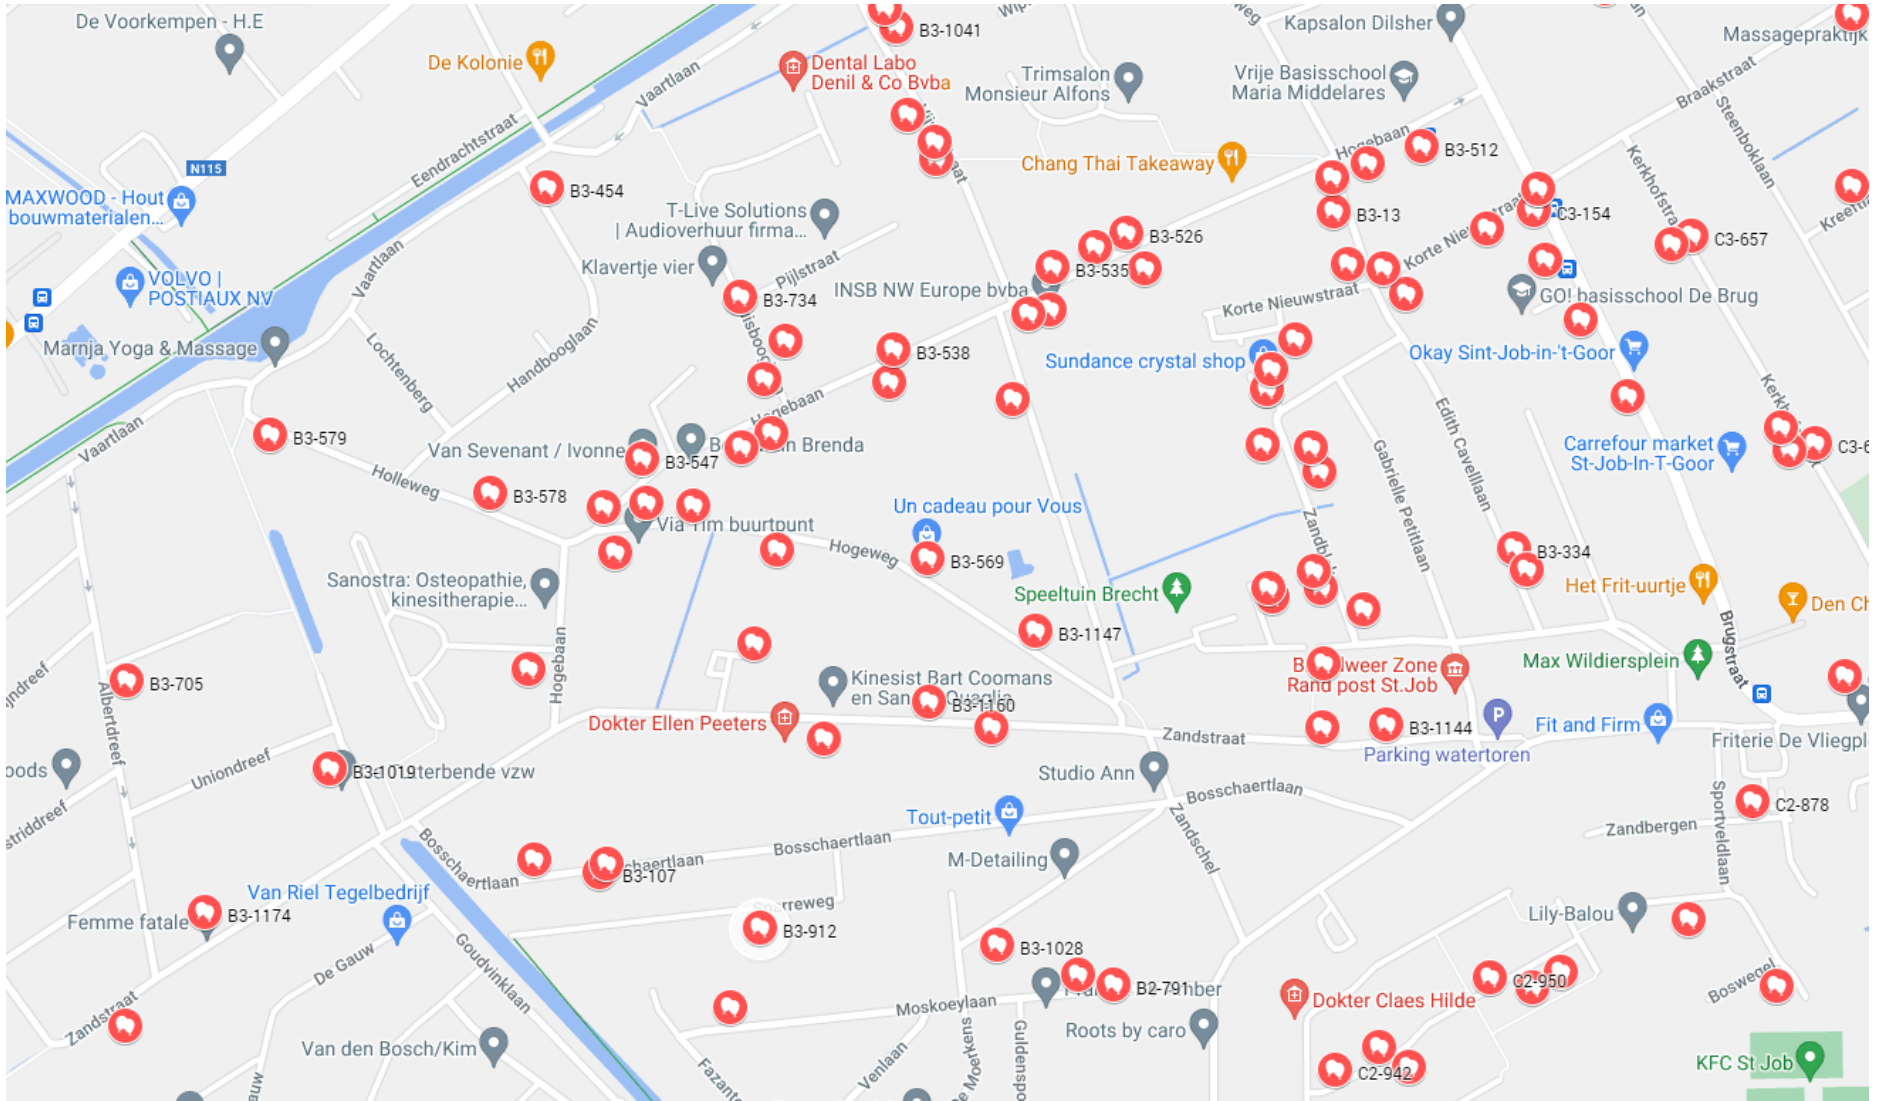 De Voorkempen - H.E
De Kolonie
Vaartlaan
Dental Labo
Denil & Co Bvba
B3-1041
Kapsalon Dilsher
Massagepraktijk
Trimsalon
Monsieur Alfons
Vrije Basisschool
Maria Middelares
Braakstraat
Steenboklaan
Eendrachtstraat
N115
MAXWOOD - Hout
bouwmaterialen...
B3-454
Chang Thai Takeaway
Hogebaan
B3-512
T-Live Solutions
| Audioverhuur firma...
B3-526
B3-13
C3-154
C3-657
Klavertje vier
Pijlstraat
Vaartlaan
VOLVO |
POSTIAUX NV
B3-734
INSB NW Europe bvba
B3-535
Korte Nieuwstraat
GO! basisschool De Brug
Marnja Yoga & Massage
Lochtenberg
Handbooglaan
B3-538
Sundance crystal shop
Okay Sint-Job-in-'t-Goor
Hogebaan
Vaartlaan
B3-579
Van Sevenant / Ivonne
B3-547
Brenda
Edith Cavelllaan
Gabrielle Petitlaan
Carrefour market
St-Job-In-T-Goor
Holleweg
B3-578
Via Tim buurtpunt
Un cadeau pour Vous
Hogeweg
B3-569
B3-334
Sanostra: Osteopathie,
kinesitherapie...
Speeltuin Brecht
Het Frit-uurtje
Den Ch
B3-1147
Brugstraat
Max Wildiersplein
Hogebaan
B3-705
Albertdreef
Kinesist Bart Coomans
B3-1160
Zone
Rand post St.Job
Dokter Ellen Peeters
Zandstraat
B3-1144
Parking watertoren
Fit and Firm
Friterie De Vliegpl
Uniondreef
B3-1019
Studio Ann
Bosschaertlaan
C2-878
Tout-petit
Zandschel
Zandbergen
Sportveldlaan
Bosschaertlaan
Bosschaertlaan
B3-107
M-Detailing
Van Riel Tegelbedrijf
Femme fatale
B3-1174
Lily-Balou
B3-912
B3-1028
De Gauw
Goudvinklaan
B2-791
C2-950
Boswegel
Zandstraat
Moskoeylaan
Dokter Claes Hilde
Roots by caro
Van den Bosch/Kim
Venlaan
De Moerkens
C2-942
KFC St Job